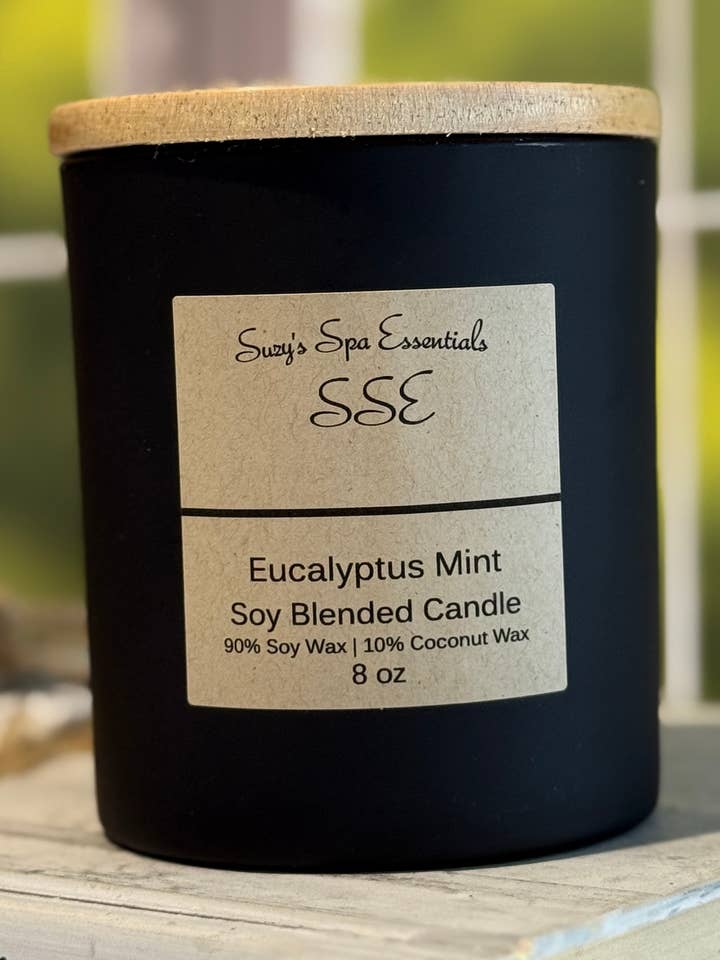 Suzy's Spa Essentials
SSE
Eucalyptus Mint
Soy Blended Candle
90% Soy Wax | 10% Coconut Wax
8 oz